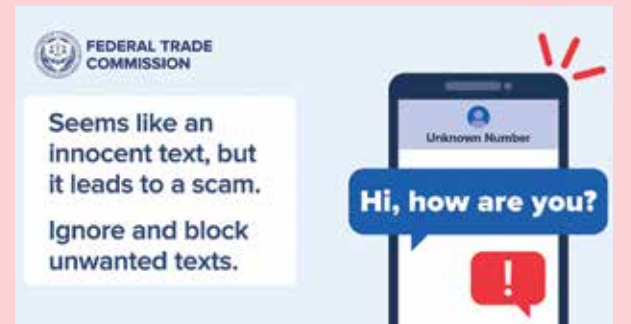 FEDERAL TRADE
COMMISSION
Seems like an
innocent text, but
it leads to a scam.
Ignore and block
unwanted texts.
Unknown Number
Hi, how are you?
!